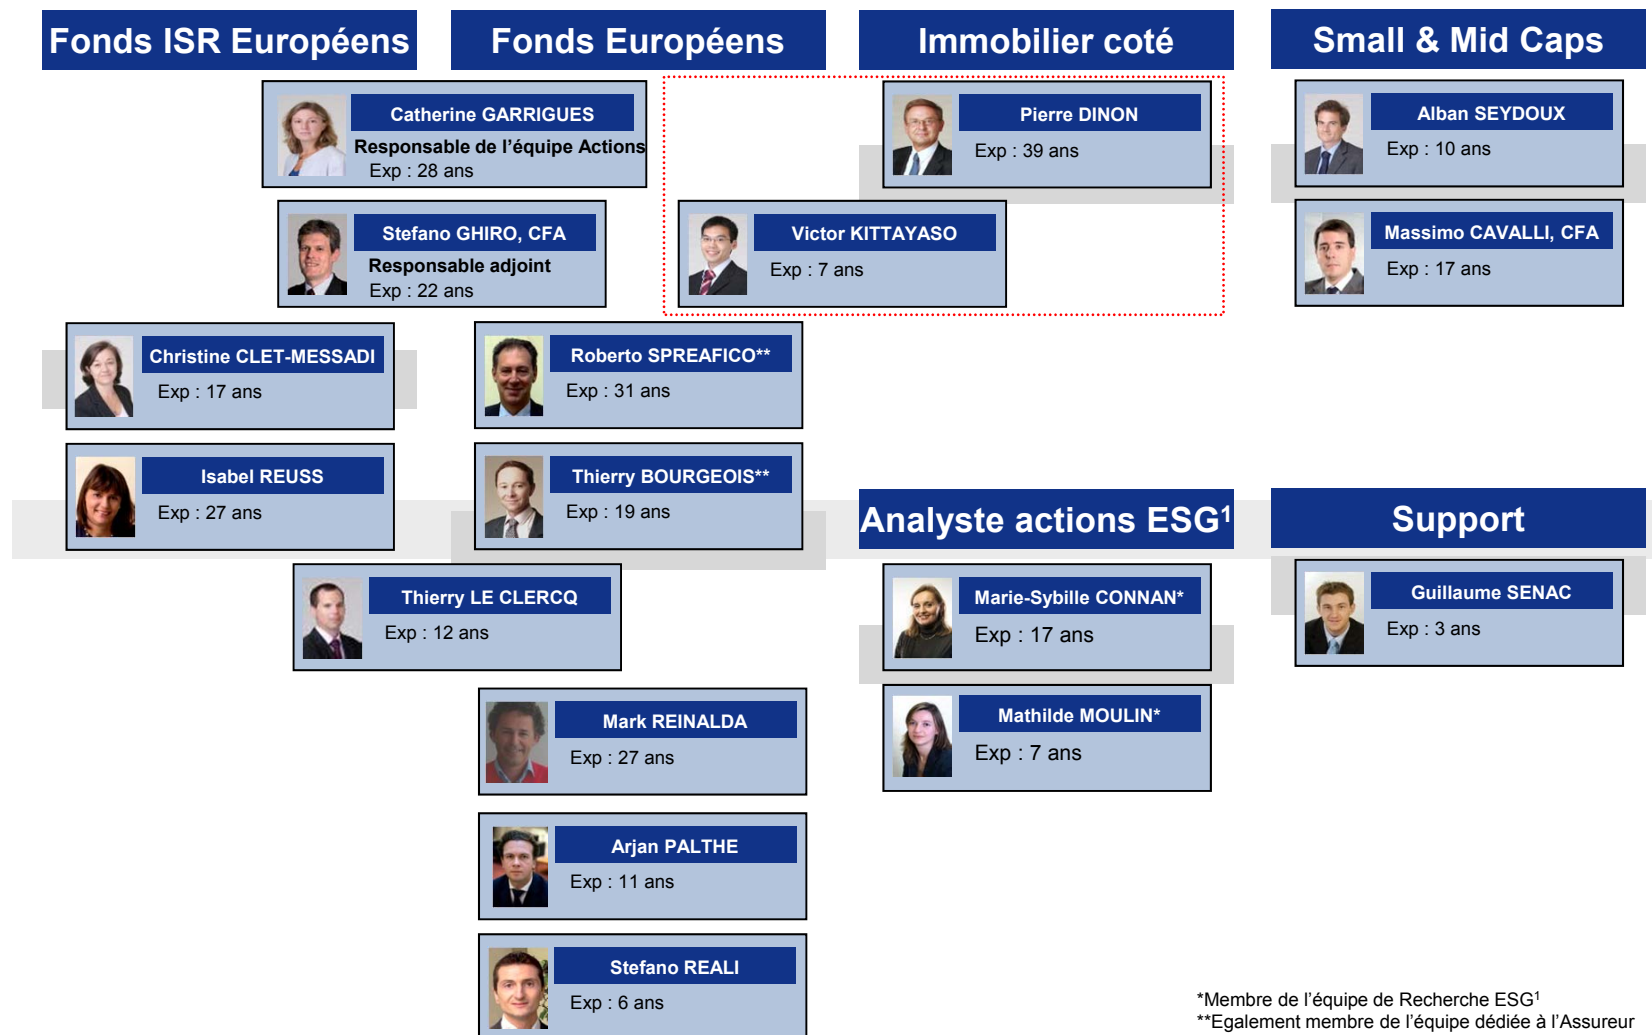 Fonds ISR Européens
Fonds Européens
Immobilier coté
Small & Mid Caps
Catherine GARRIGUES
Responsable de l'équipe Actions
Exp : 28 ans
Pierre DINON
Exp : 39 ans
Alban SEYDOUX
Exp : 10 ans
Stefano GHIRO, CFA
Responsable adjoint
Exp : 22 ans
Victor KITTAYASO
Exp : 7 ans
Massimo CAVALLI, CFA
Exp : 17 ans
Christine CLET-MESSADI
Exp : 17 ans
Roberto SPREAFICO**
Exp : 31 ans
Isabel REUSS
Exp : 27 ans
Thierry BOURGEOIS**
Exp : 19 ans
Analyste actions ESG¹
Support
Thierry LE CLERCQ
Exp : 12 ans
Marie-Sybille CONNAN*
Exp : 17 ans
Guillaume SENAC
Exp : 3 ans
Mark REINALDA
Exp : 27 ans
Mathilde MOULIN*
Exp : 7 ans
Arjan PALTHE
Exp : 11 ans
Stefano REALI
Exp : 6 ans
*Membre de l'équipe de Recherche ESG¹
**Egalement membre de l'équipe dédiée à l'Assureur